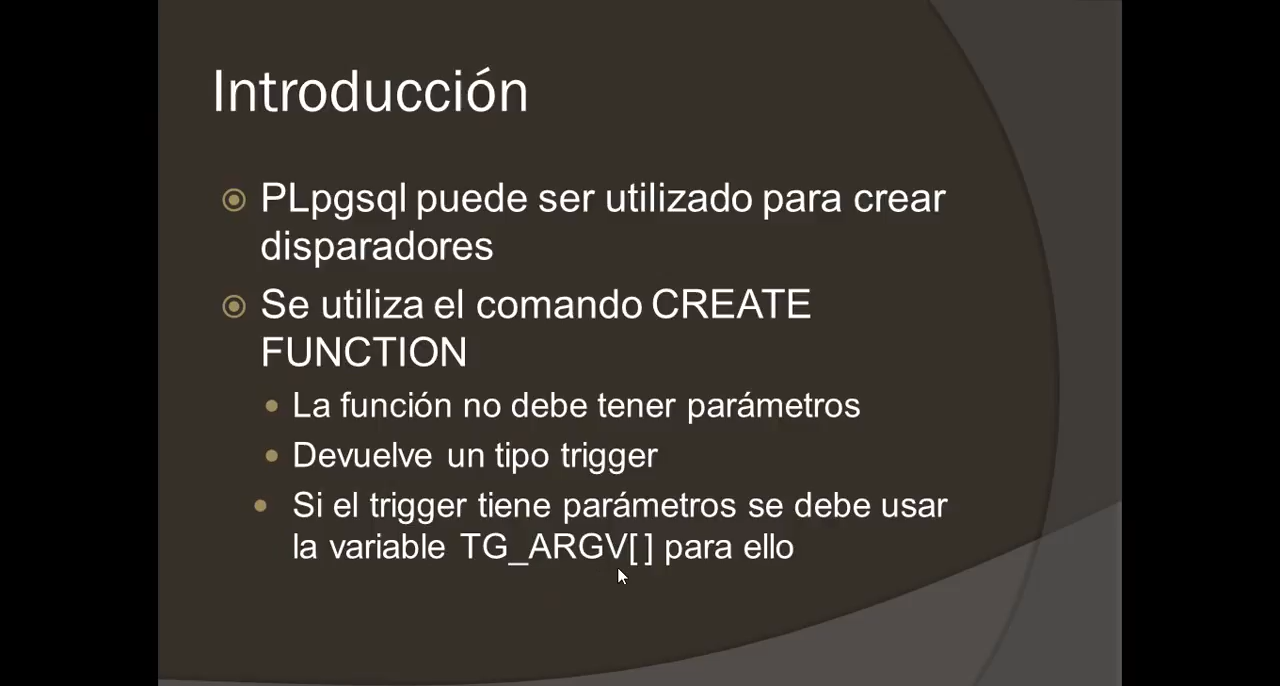 Introducción
PLpgsql puede ser utilizado para crear
disparadores
Se utiliza el comando CREATE
FUNCTION
La función no debe tener parámetros
Devuelve un tipo trigger
Si el trigger tiene parámetros se debe usar
la variable TG_ARGV[ ] para ello